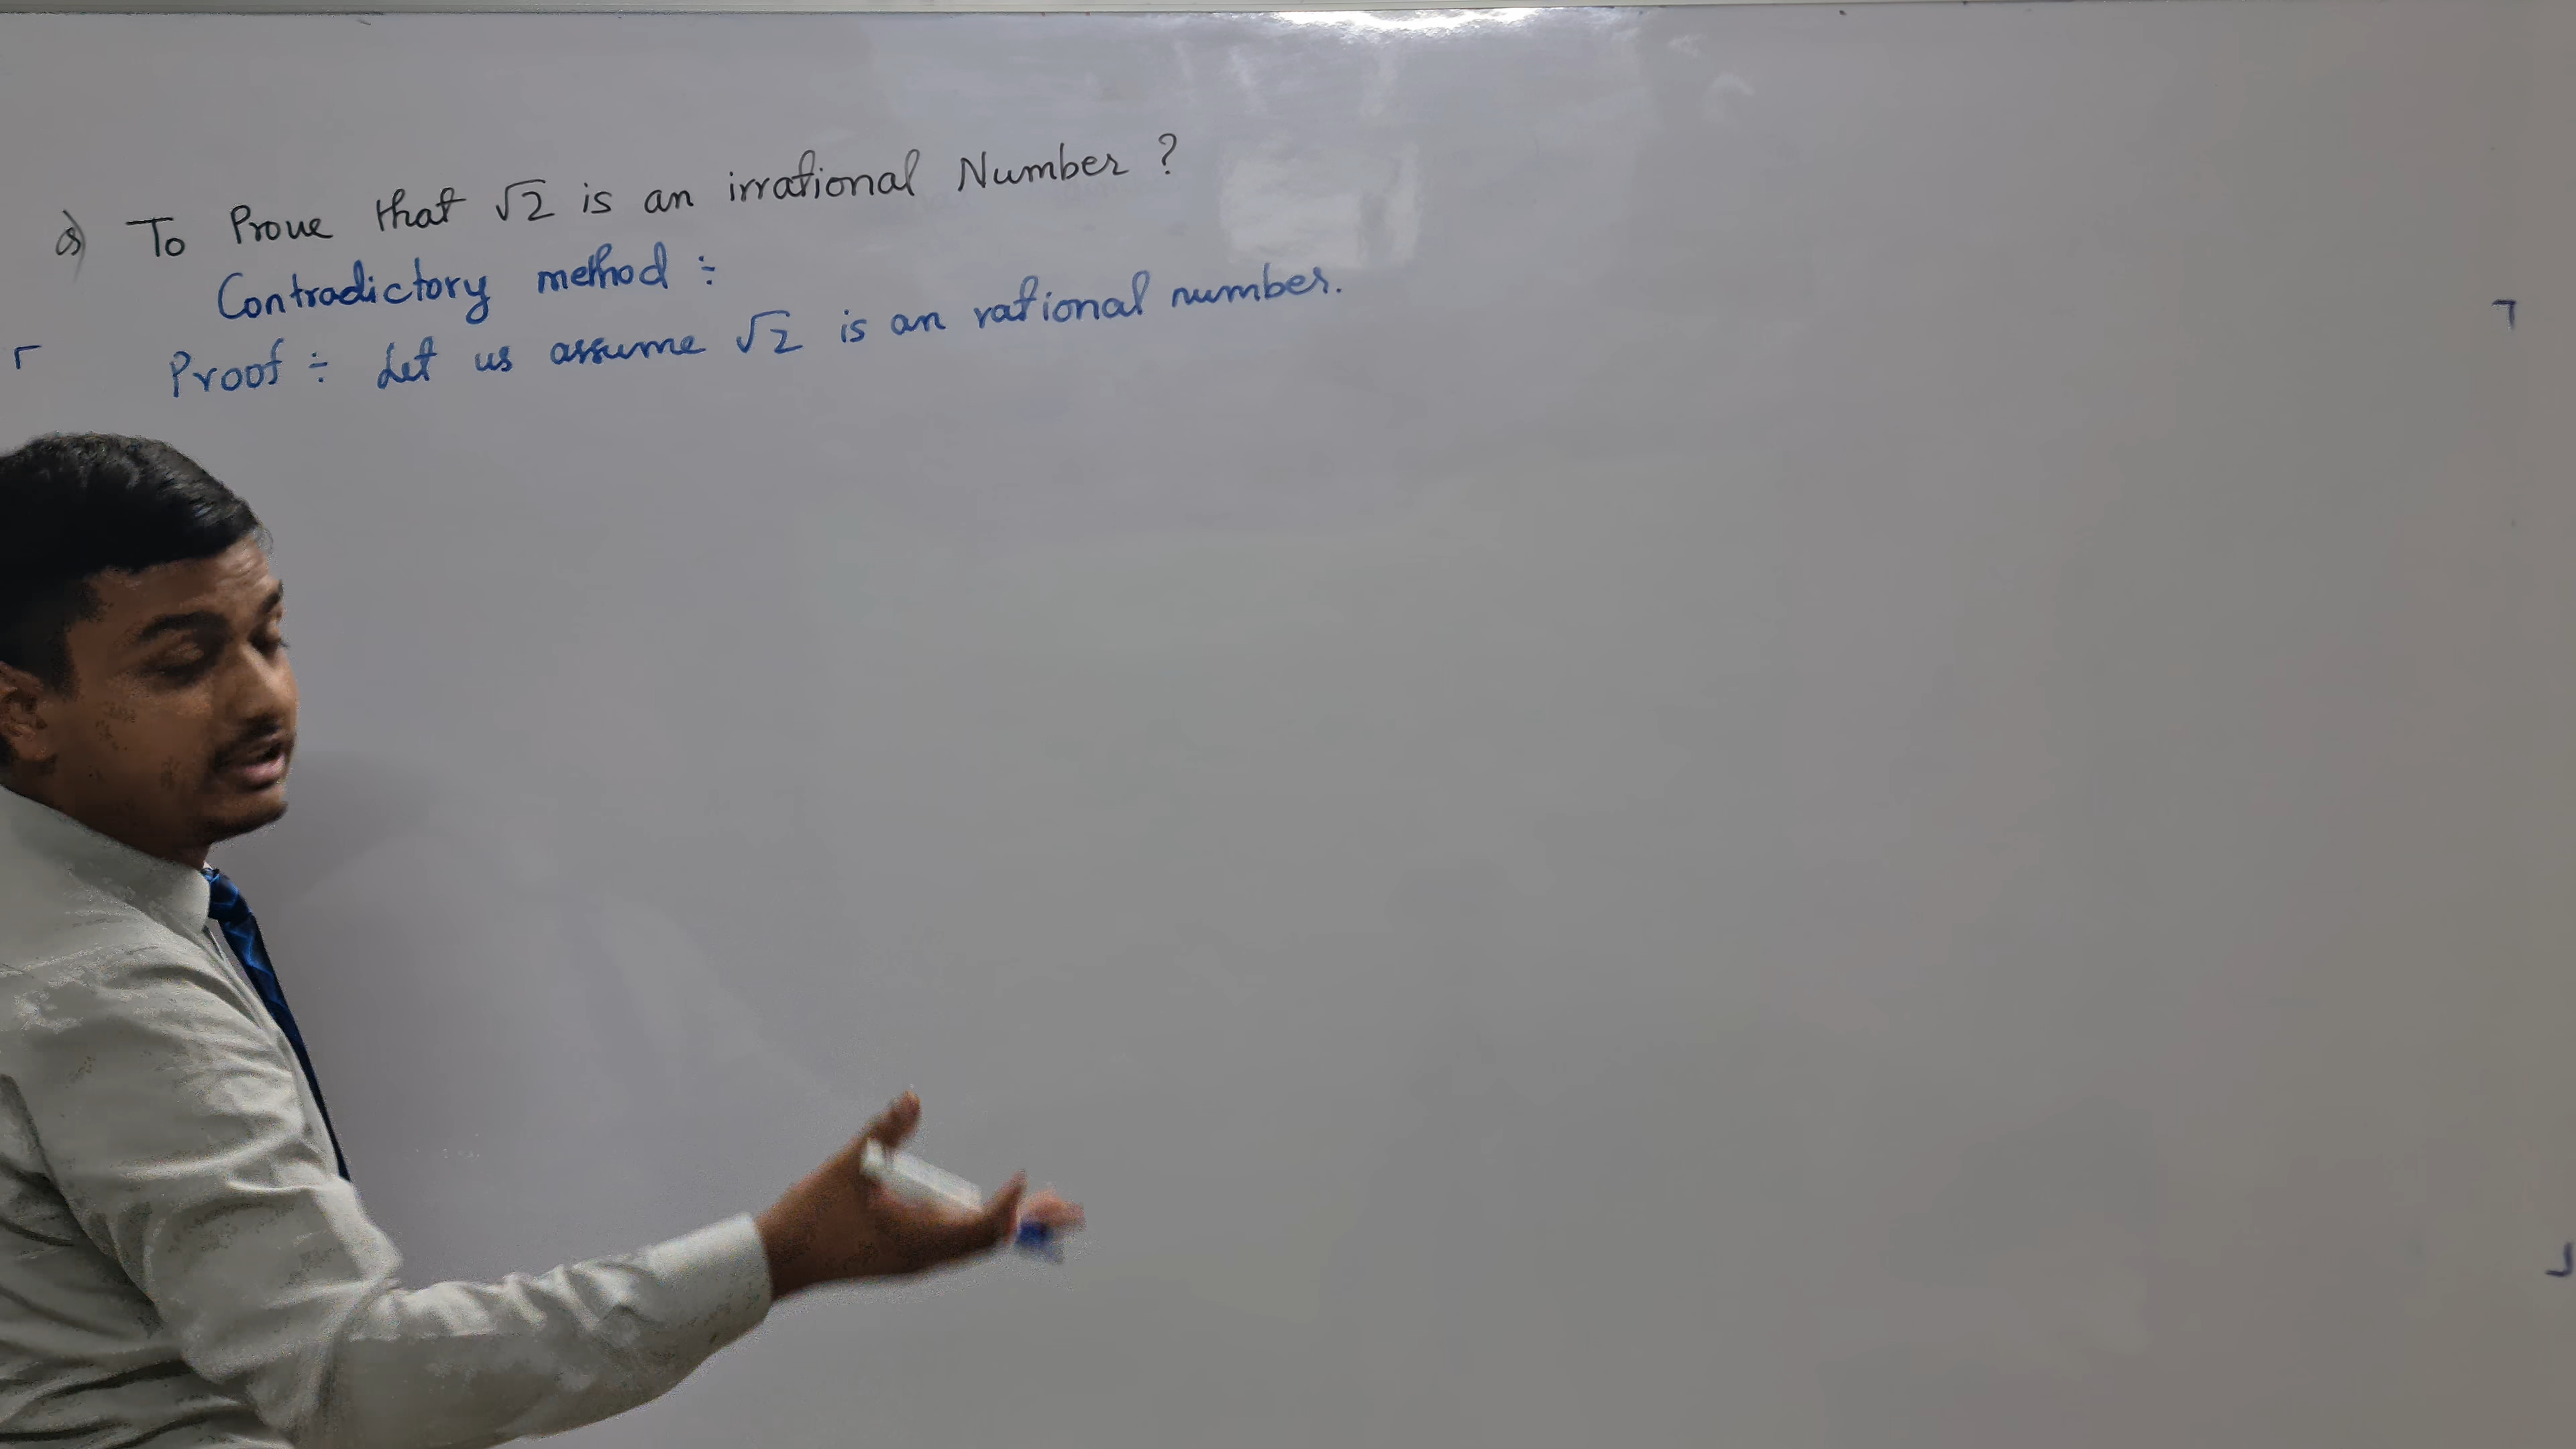 Q) To Prove that √2 is an irrational Number ?
Contradictory method ÷
Proof ÷ Let us assume √2 is an rational number.